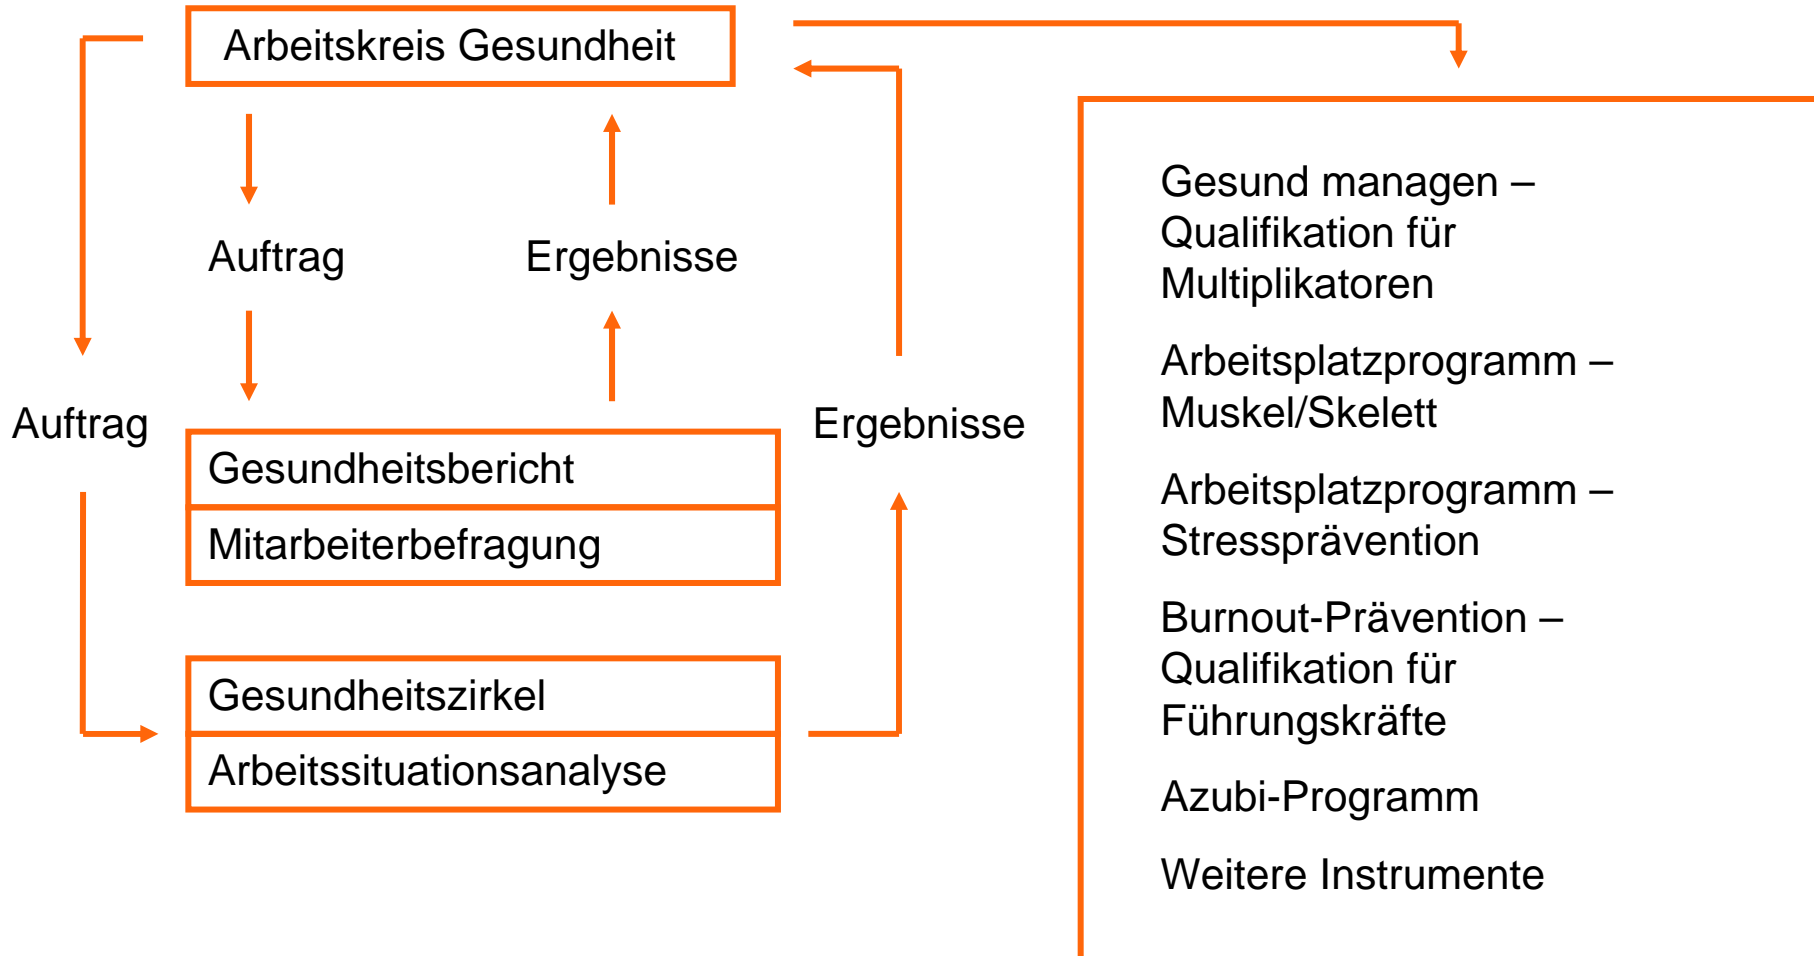 Arbeitskreis Gesundheit
Auftrag
Ergebnisse
Auftrag
Ergebnisse
Gesundheitsbericht
Mitarbeiterbefragung
Gesundheitszirkel
Arbeitssituationsanalyse
Gesund managen –
Qualifikation für
Multiplikatoren
Arbeitsplatzprogramm –
Muskel/Skelett
Arbeitsplatzprogramm –
Stressprävention
Burnout-Prävention –
Qualifikation für
Führungskräfte
Azubi-Programm
Weitere Instrumente